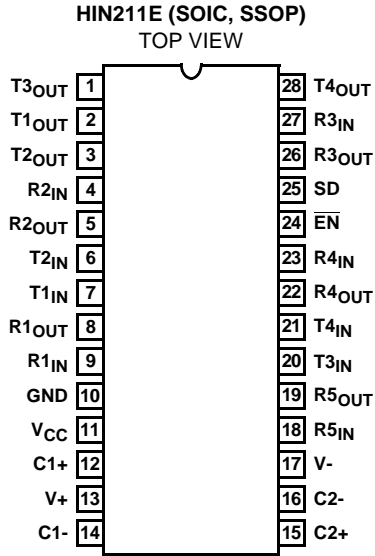 HIN211E (SOIC, SSOP)
TOP VIEW
T3OUT 1 28 T4OUT
T1OUT 2 27 R3IN
T2OUT 3 26 R3OUT
R2IN 4 25 SD
R2OUT 5 24 E̅N̅
T2IN 6 23 R4IN
T1IN 7 22 R4OUT
R1OUT 8 21 T4IN
R1IN 9 20 T3IN
GND 10 19 R5OUT
VCC 11 18 R5IN
C1+ 12 17 V-
V+ 13 16 C2-
C1- 14 15 C2+